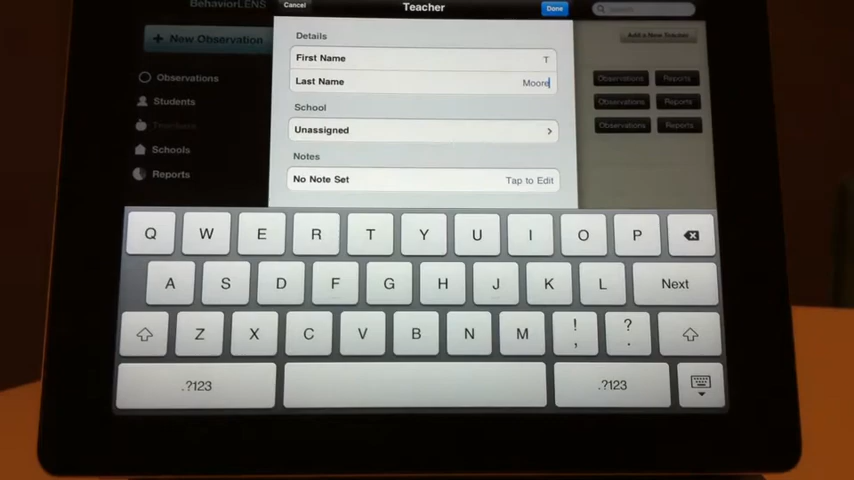 BehaviorLENS
Cancel
Teacher
Done
Search
+ New Observation
Add a New Teacher
Details
First Name T
Last Name Moore
School
Unassigned
Notes
No Note Set Tap to Edit
Observations
Students
Teachers
Schools
Reports
Observations Reports
Observations Reports
Observations Reports
Q W E R T Y U I O P
A S D F G H J K L Next
Z X C V B N M ! , ? .
.?123 .?123